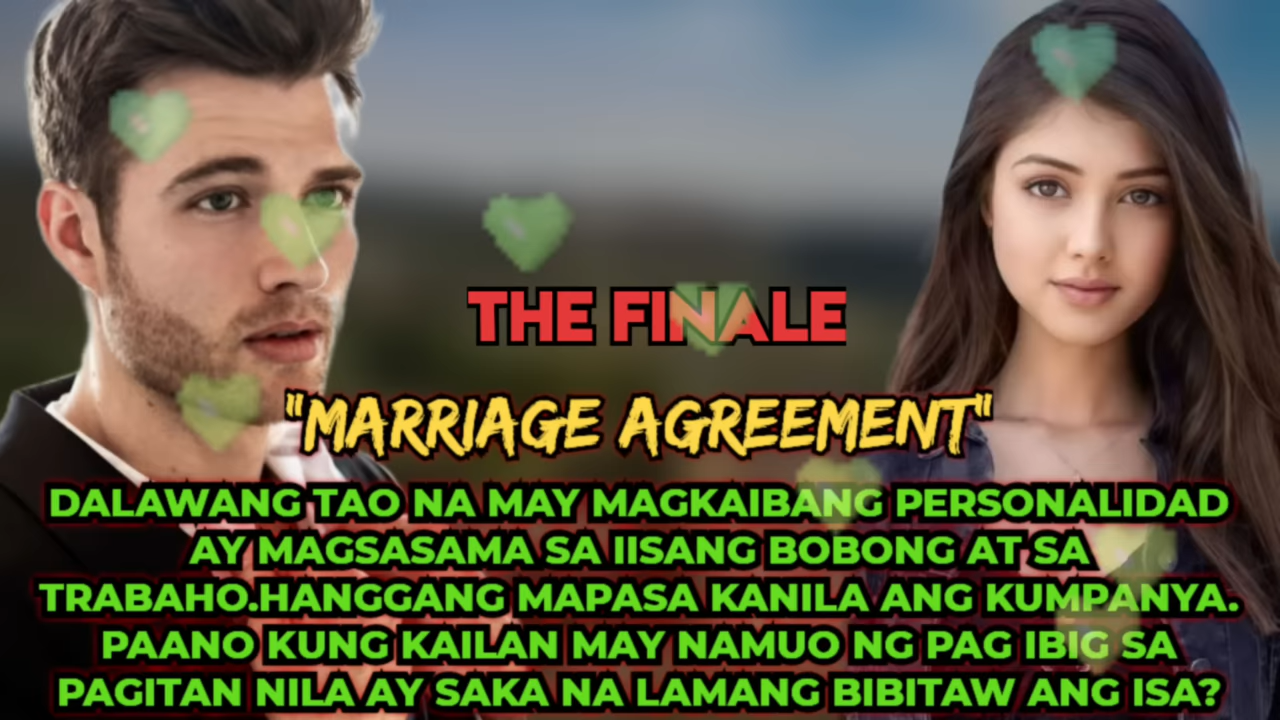 THE FINALE
"MARRIAGE AGREEMENT"
DALAWANG TAO NA MAY MAGKAIBANG PERSONALIDAD
AY MAGSASAMA SA IISANG BOBONG AT SA
TRABAHO.HANGGANG MAPASA KANILA ANG KUMPANYA.
PAANO KUNG KAILAN MAY NAMUO NG PAG IBIG SA
PAGITAN NILA AY SAKA NA LAMANG BIBITAW ANG ISA?